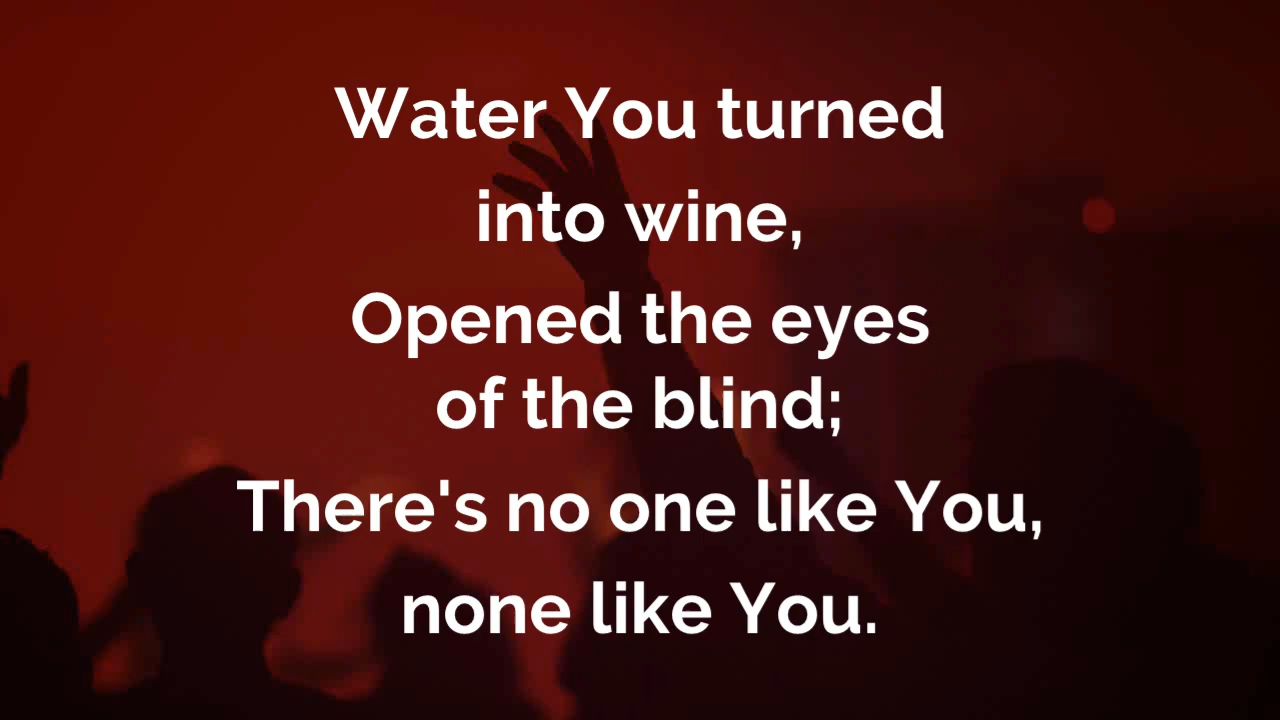 Water You turned
into wine,
Opened the eyes
of the blind;
There's no one like You,
none like You.